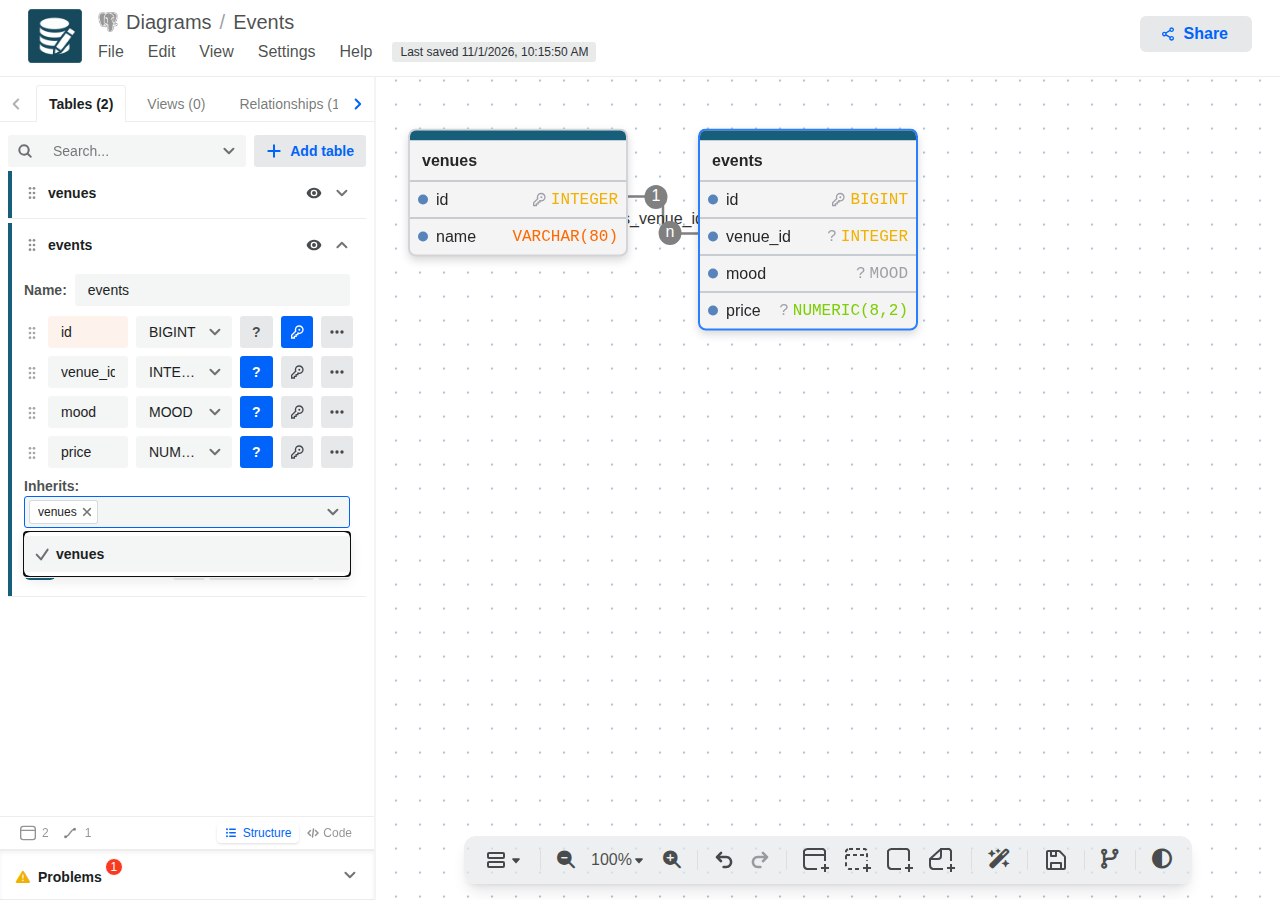 Diagrams / Events
File Edit View Settings Help Last saved 11/1/2026, 10:15:50 AM
Share
Tables (2) Views (0) Relationships (1
Search... Add table
venues
events
Name: events
id BIGINT ?
venue_ic INTE... ?
mood MOOD ?
price NUM... ?
Inherits:
venues
venues
2 1 Structure Code
Problems 1
venues
id INTEGER
name VARCHAR(80)
1
s_venue_id
n
events
id BIGINT
venue_id ? INTEGER
mood ? MOOD
price ? NUMERIC(8,2)
100%